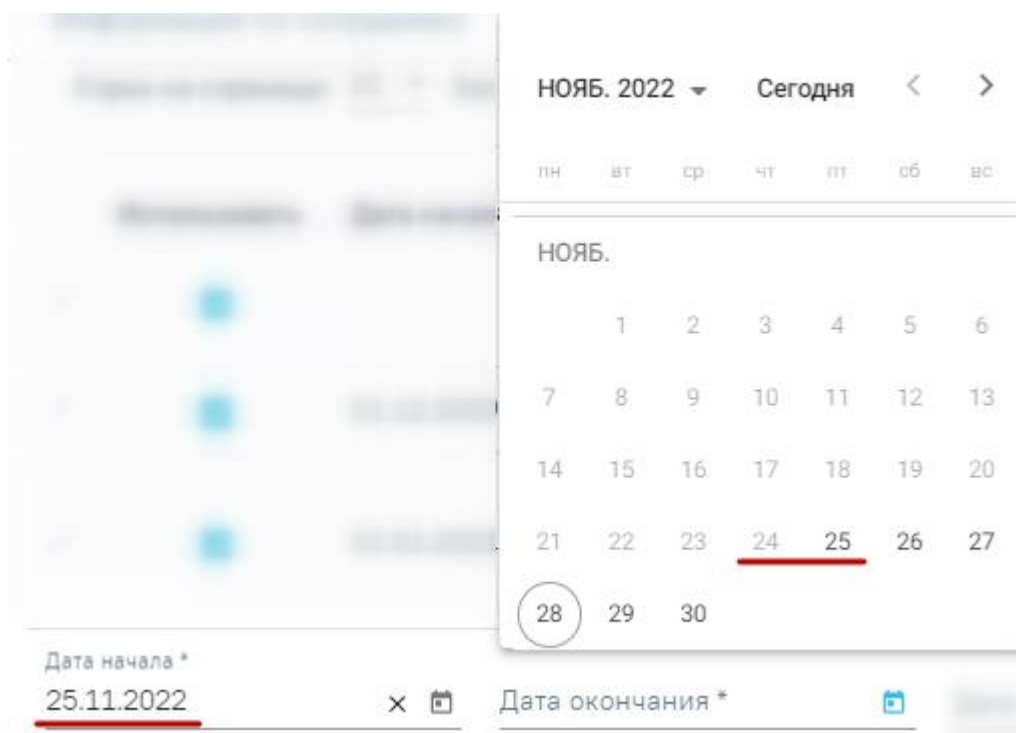 НОЯБ. 2022 Сегодня
пн вт ср чт пт сб вс
НОЯБ.
1 2 3 4 5 6
7 8 9 10 11 12 13
14 15 16 17 18 19 20
21 22 23 24 25 26 27
28 29 30
Дата начала *
25.11.2022
Дата окончания *